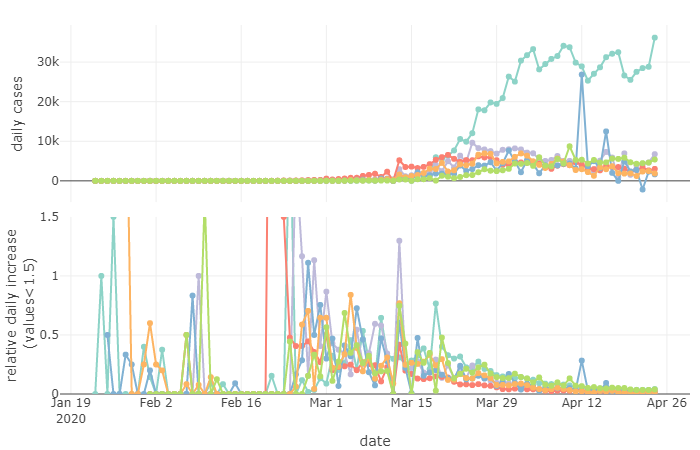 daily cases
30k
20k
10k
0
relative daily increase
(values<1.5)
1.5
1
0.5
0
Jan 19
2020
Feb 2
Feb 16
Mar 1
Mar 15
Mar 29
Apr 12
Apr 26
date